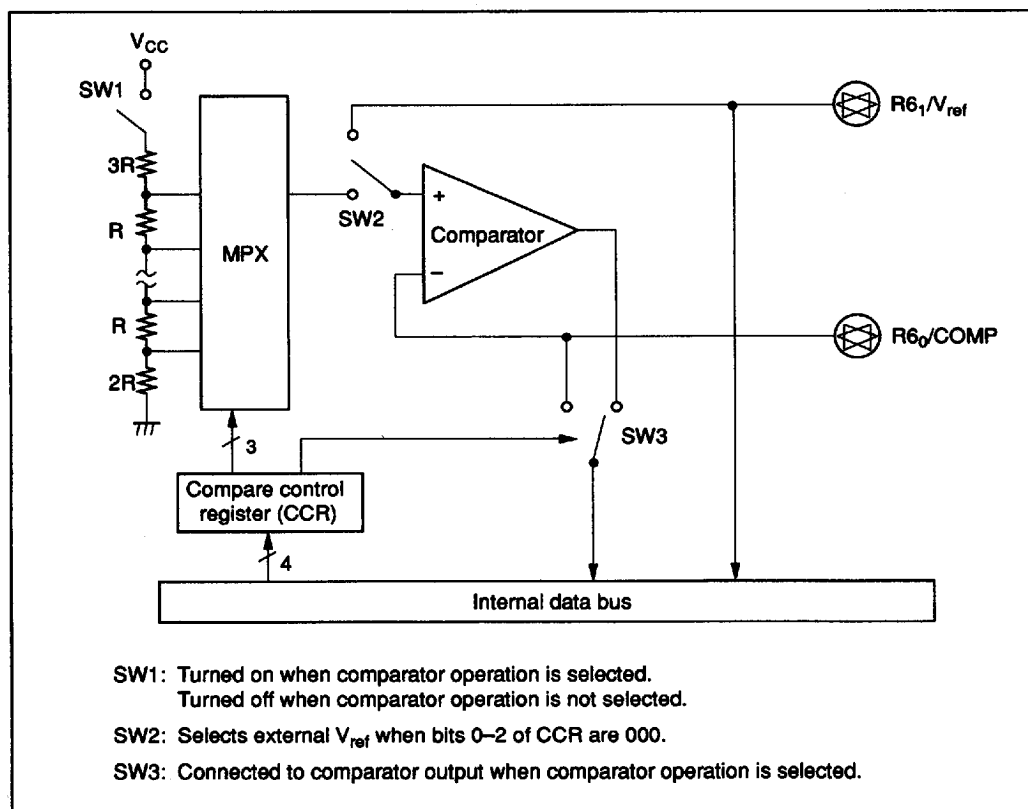 V_CC
SW1
3R
R
R
2R
MPX
SW2
+
Comparator
−
R6₁/V_ref
R6₀/COMP
SW3
3
Compare control
register (CCR)
4
Internal data bus
SW1: Turned on when comparator operation is selected.
Turned off when comparator operation is not selected.
SW2: Selects external V_ref when bits 0–2 of CCR are 000.
SW3: Connected to comparator output when comparator operation is selected.